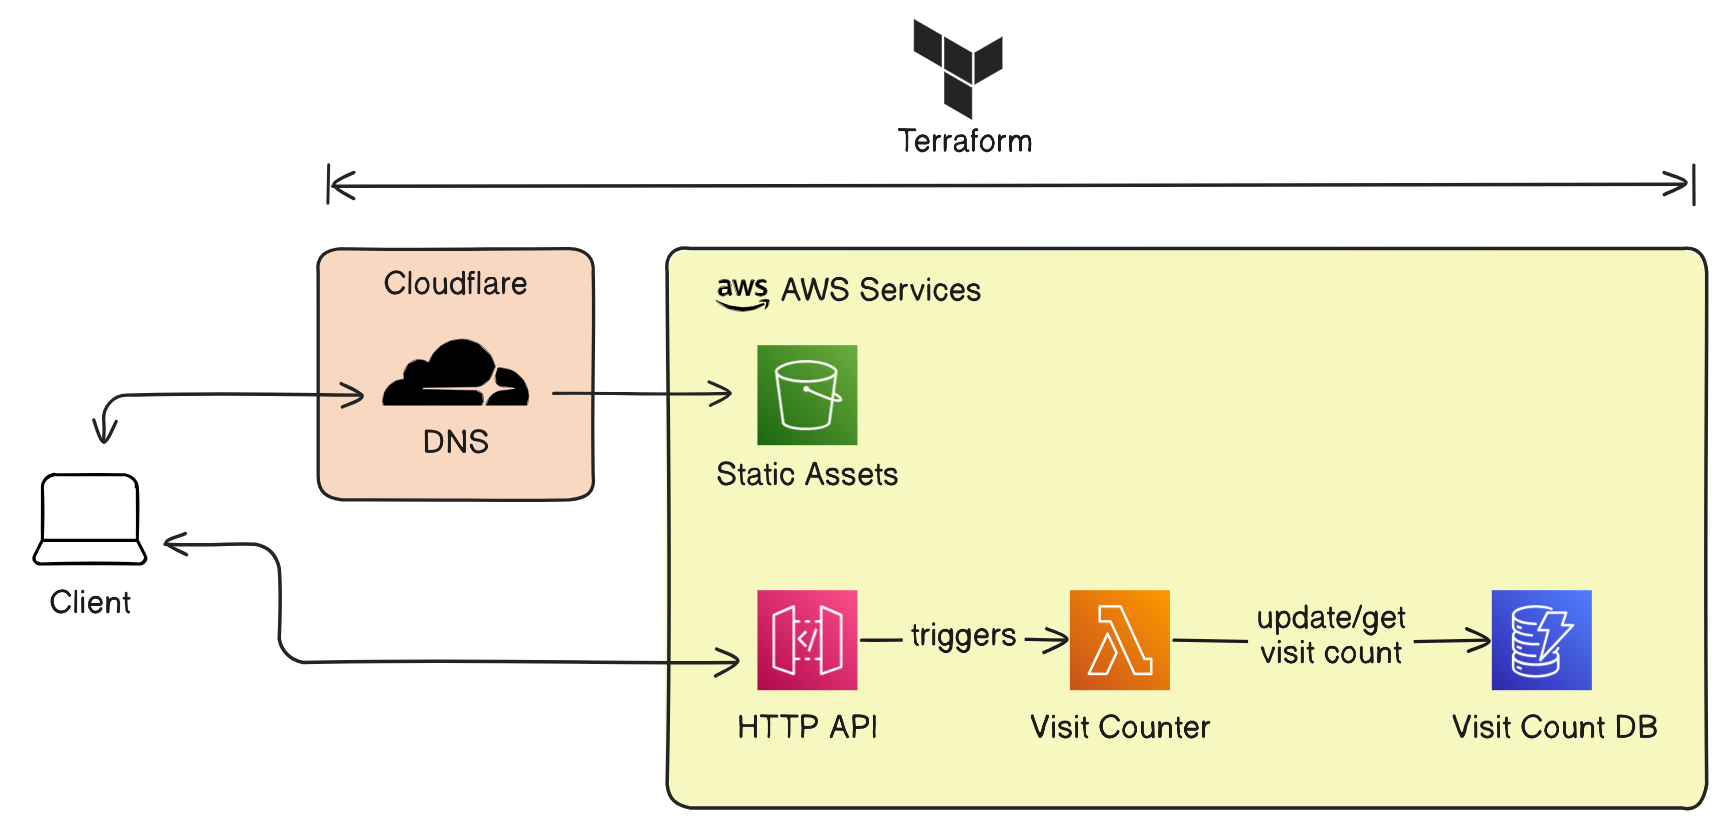 Terraform
Cloudflare
DNS
aws AWS Services
Static Assets
Client
HTTP API
triggers
Visit Counter
update/get
visit count
Visit Count DB